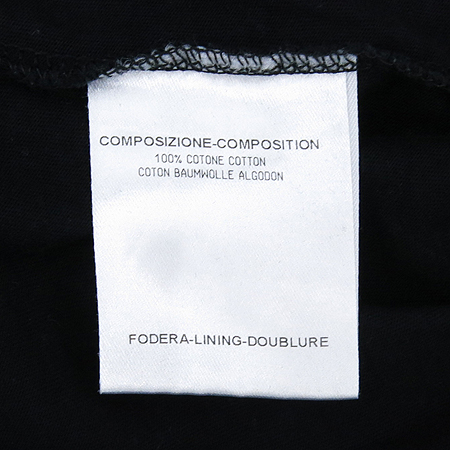 COMPOSIZIONE-COMPOSITION
100% COTONE COTTON
COTON BAUMWOLLE ALGODON
FODERA-LINING-DOUBLURE